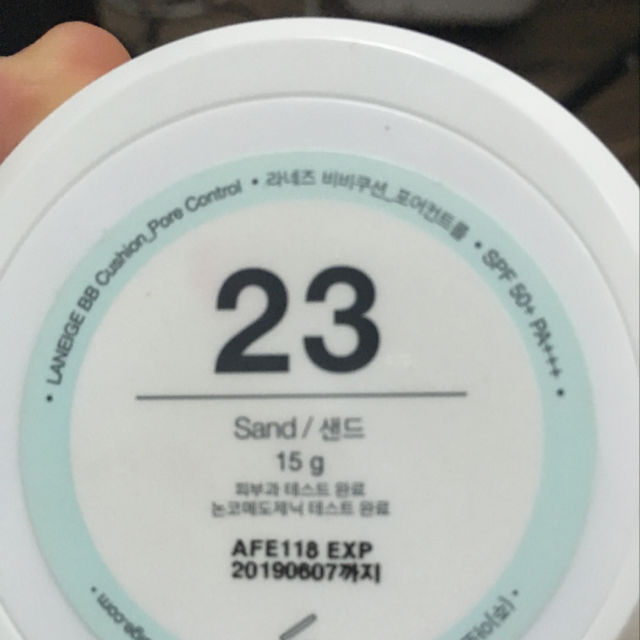 • LANEIGE BB Cushion_Pore Control • 라네즈 비비쿠션_포어컨트롤 • SPF 50+ PA+++ •
23
Sand / 샌드
15 g
피부과 테스트 완료
논코메도제닉 테스트 완료
AFE118 EXP
20190607까지